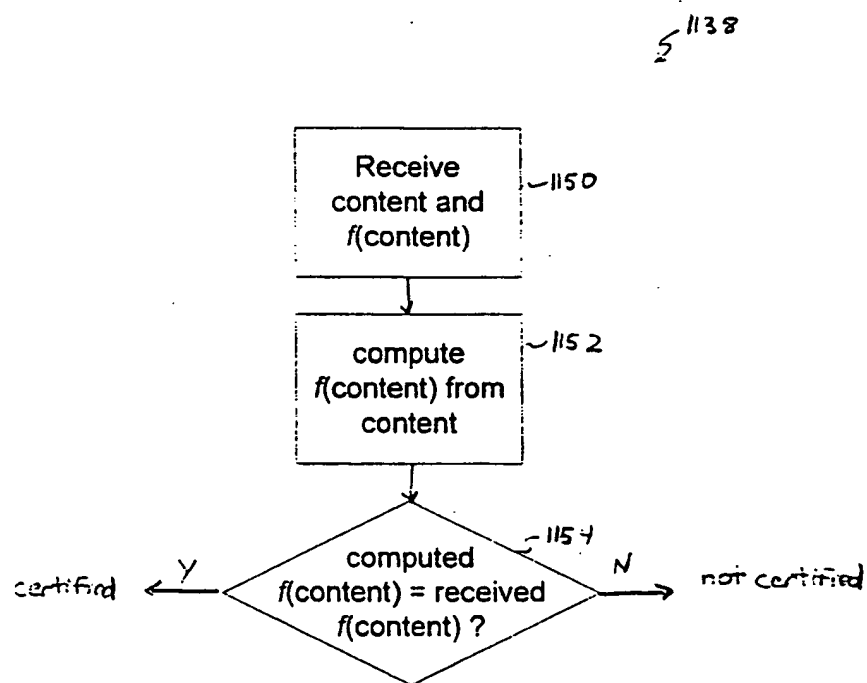 1138
Receive
content and
f(content)
1150
compute
f(content) from
content
1152
computed
f(content) = received
f(content) ?
1154
Y
certified
N
not certified